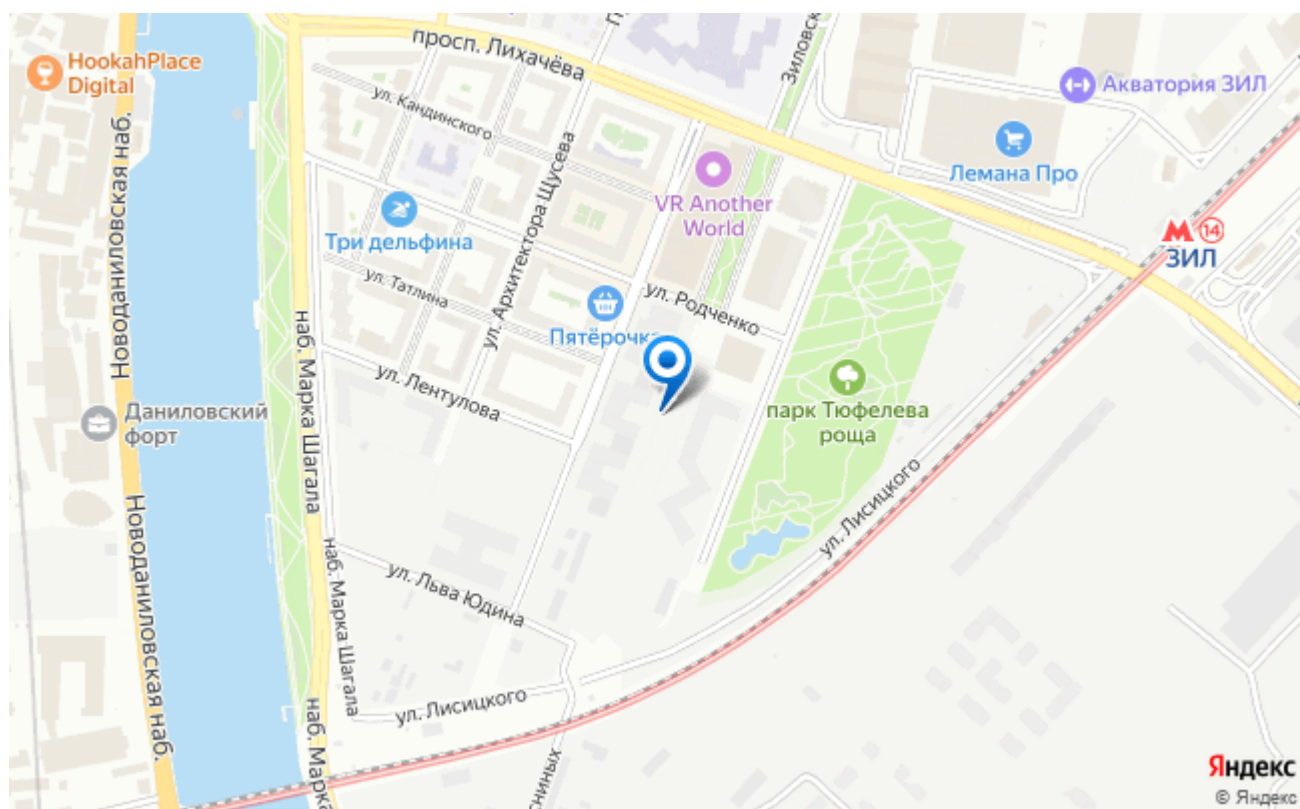 просп. Лихачёва
Зиловск
HookahPlace
Digital
Акватория ЗИЛ
ул. Кандинского
Лемана Про
VR Another
World
Новоданиловская наб.
Три дельфина
ул. Архитектора Щусева
14
ЗИЛ
ул. Татлина
ул. Родченко
Пятёрочка
наб. Марка Шагала
ул. Лентулова
Даниловский
форт
парк Тюфелева
роща
ул. Лисицкого
Новоданиловская наб.
наб. Марка Шагала
ул. Льва Юдина
ул. Лисицкого
наб. Марка
сниных
Яндекс
© Яндекс